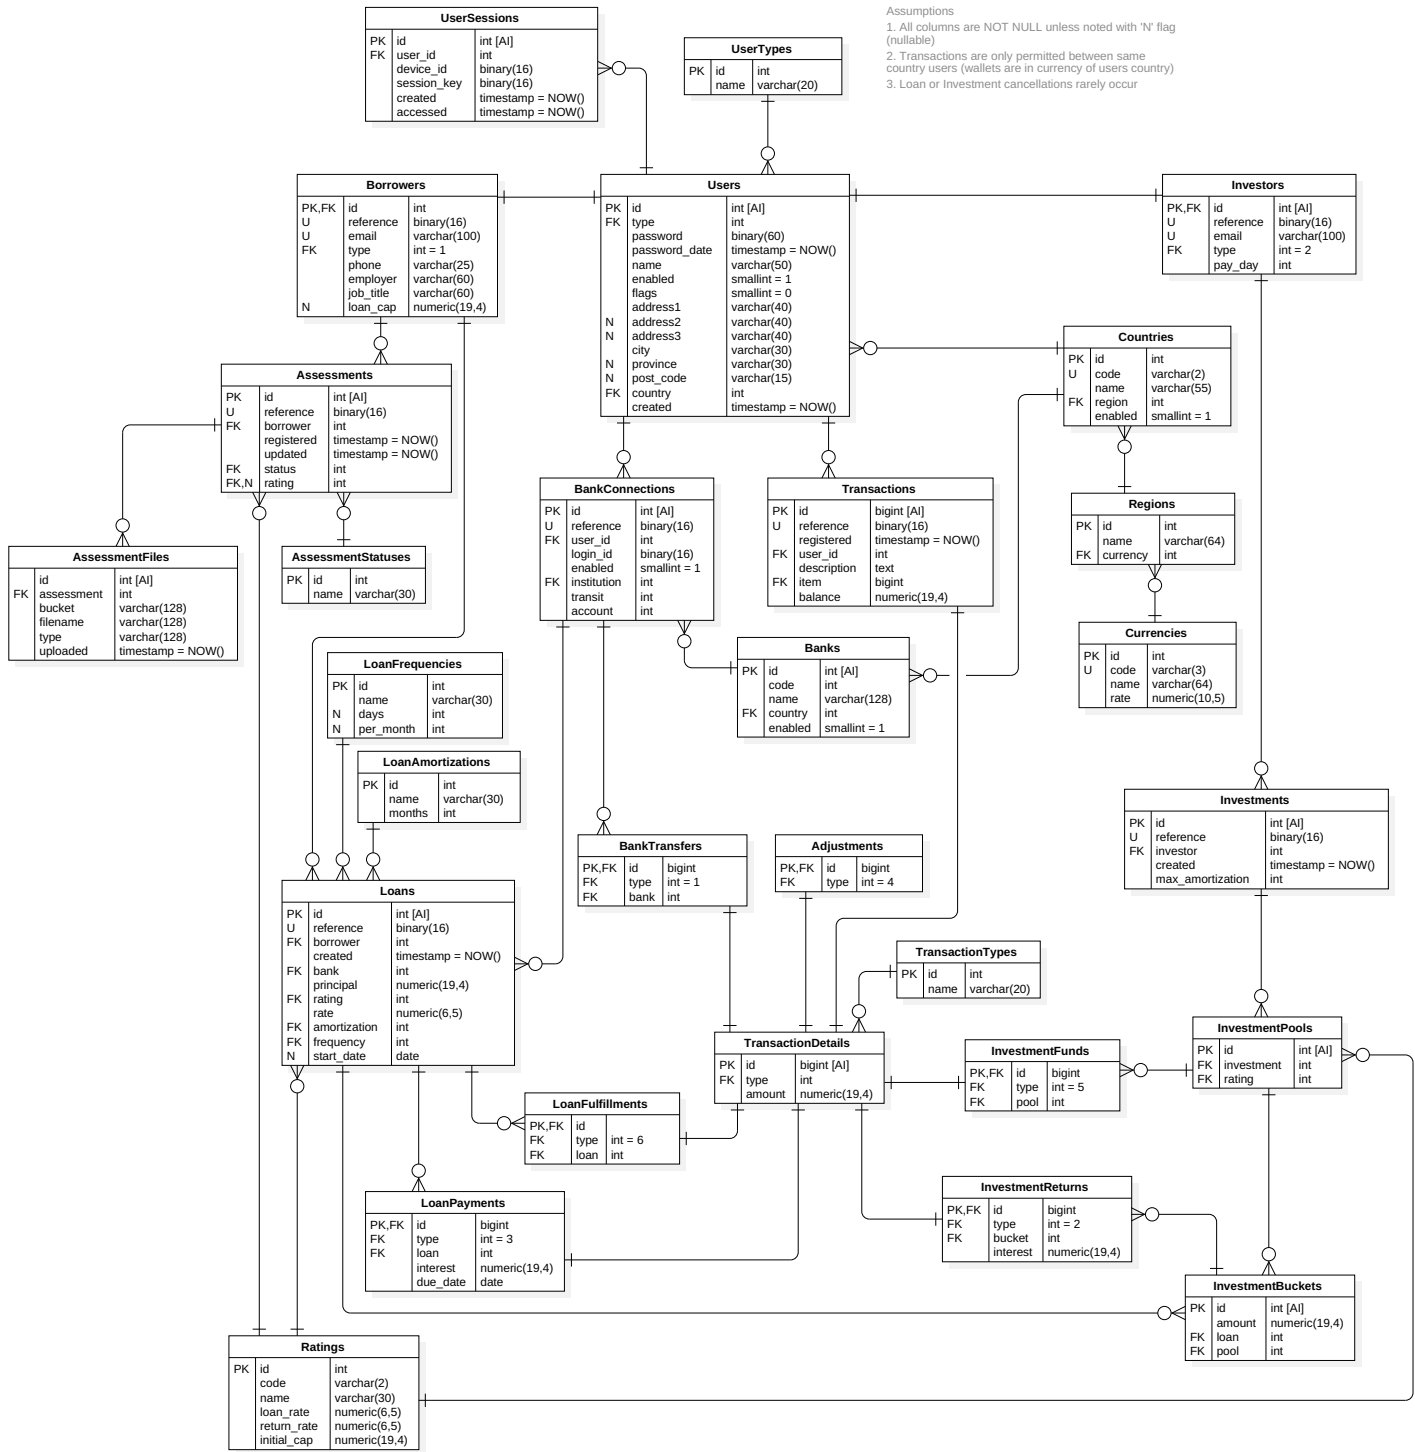 Assumptions
1. All columns are NOT NULL unless noted with 'N' flag
(nullable)
2. Transactions are only permitted between same
country users (wallets are in currency of users country)
3. Loan or Investment cancellations rarely occur
UserSessions
PK id int [AI]
FK user_id int
device_id binary(16)
session_key binary(16)
created timestamp = NOW()
accessed timestamp = NOW()
UserTypes
PK id int
name varchar(20)
Borrowers
PK,FK id int
U reference binary(16)
U email varchar(100)
FK type int = 1
phone varchar(25)
employer varchar(60)
job_title varchar(60)
N loan_cap numeric(19,4)
Users
PK id int [AI]
FK type int
password binary(60)
password_date timestamp = NOW()
name varchar(50)
enabled smallint = 1
flags smallint = 0
address1 varchar(40)
N address2 varchar(40)
N address3 varchar(40)
city varchar(30)
N province varchar(30)
N post_code varchar(15)
FK country int
created timestamp = NOW()
Investors
PK,FK id int [AI]
U reference binary(16)
U email varchar(100)
FK type int = 2
pay_day int
Countries
PK id int
U code varchar(2)
name varchar(55)
FK region int
enabled smallint = 1
Assessments
PK id int [AI]
U reference binary(16)
FK borrower int
registered timestamp = NOW()
updated timestamp = NOW()
FK status int
FK,N rating int
BankConnections
PK id int [AI]
U reference binary(16)
FK user_id int
login_id binary(16)
enabled smallint = 1
FK institution int
transit int
account int
Transactions
PK id bigint [AI]
U reference binary(16)
registered timestamp = NOW()
FK user_id int
description text
FK item bigint
balance numeric(19,4)
Regions
PK id int
name varchar(64)
FK currency int
AssessmentFiles
id int [AI]
FK assessment int
bucket varchar(128)
filename varchar(128)
type varchar(128)
uploaded timestamp = NOW()
AssessmentStatuses
PK id int
name varchar(30)
Currencies
PK id int
U code varchar(3)
name varchar(64)
rate numeric(10,5)
Banks
PK id int [AI]
code int
name varchar(128)
FK country int
enabled smallint = 1
LoanFrequencies
PK id int
name varchar(30)
N days int
N per_month int
LoanAmortizations
PK id int
name varchar(30)
months int
Investments
PK id int [AI]
U reference binary(16)
FK investor int
created timestamp = NOW()
max_amortization int
BankTransfers
PK,FK id bigint
FK type int = 1
FK bank int
Adjustments
PK,FK id bigint
FK type int = 4
Loans
PK id int [AI]
U reference binary(16)
FK borrower int
created timestamp = NOW()
FK bank int
principal numeric(19,4)
FK rating int
rate numeric(6,5)
FK amortization int
FK frequency int
N start_date date
TransactionTypes
PK id int
name varchar(20)
TransactionDetails
PK id bigint [AI]
FK type int
amount numeric(19,4)
InvestmentFunds
PK,FK id bigint
FK type int = 5
FK pool int
InvestmentPools
PK id int [AI]
FK investment int
FK rating int
LoanFulfillments
PK,FK id
FK type int = 6
FK loan int
LoanPayments
PK,FK id bigint
FK type int = 3
FK loan int
interest numeric(19,4)
due_date date
InvestmentReturns
PK,FK id bigint
FK type int = 2
FK bucket int
interest numeric(19,4)
InvestmentBuckets
PK id int [AI]
amount numeric(19,4)
FK loan int
FK pool int
Ratings
PK id int
code varchar(2)
name varchar(30)
loan_rate numeric(6,5)
return_rate numeric(6,5)
initial_cap numeric(19,4)